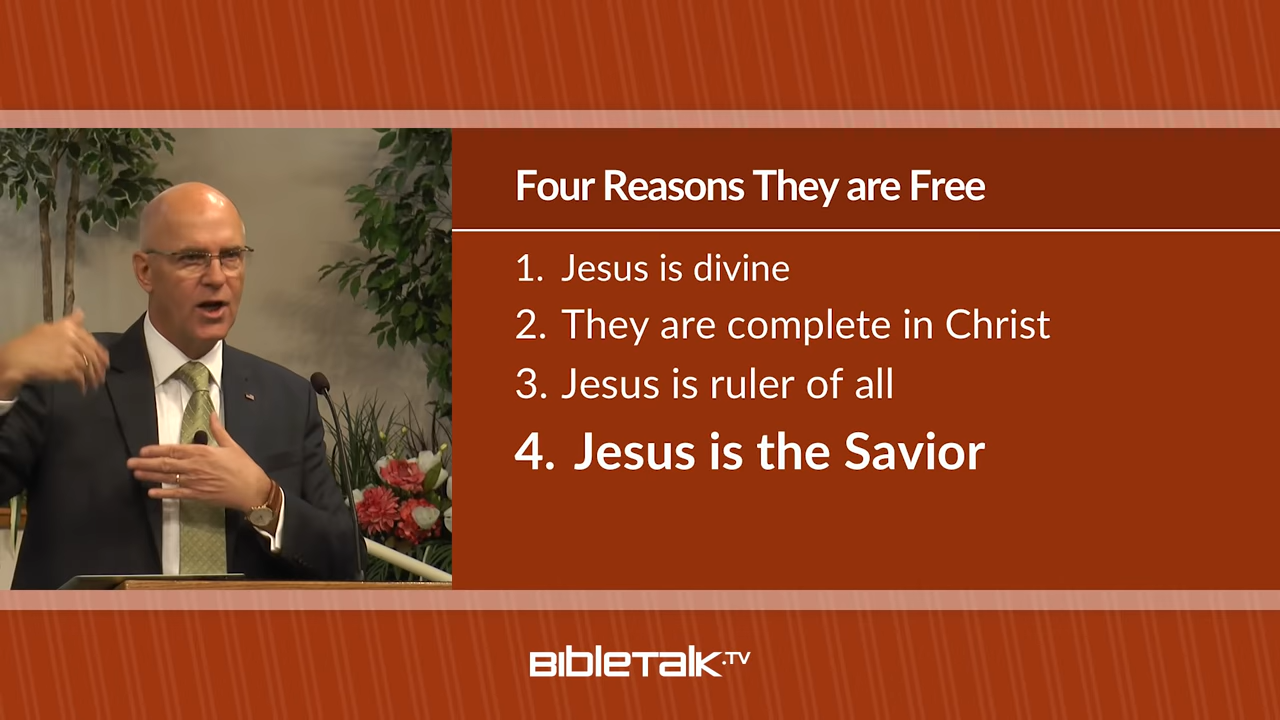 Four Reasons They are Free
1. Jesus is divine
2. They are complete in Christ
3. Jesus is ruler of all
4. Jesus is the Savior
BIBLETALK.TV